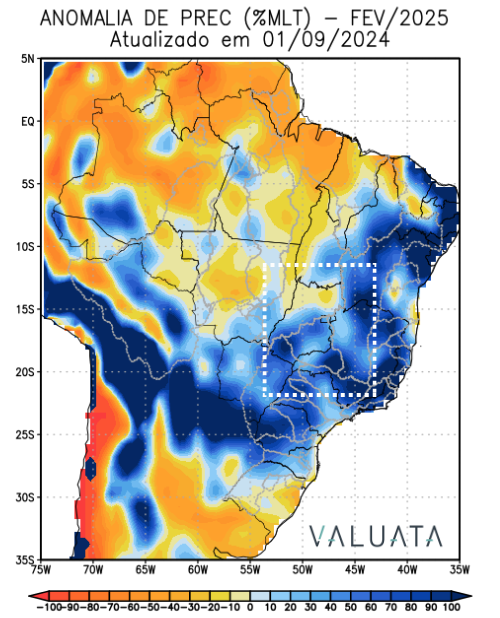 ANOMALIA DE PREC (%MLT) – FEV/2025
Atualizado em 01/09/2024
5N
EQ
5S
10S
15S
20S
25S
30S
35S
75W 70W 65W 60W 55W 50W 45W 40W 35W
VALUATA
-100 -90 -80 -70 -60 -50 -40 -30 -20 -10 0 10 20 30 40 50 60 70 80 90 100